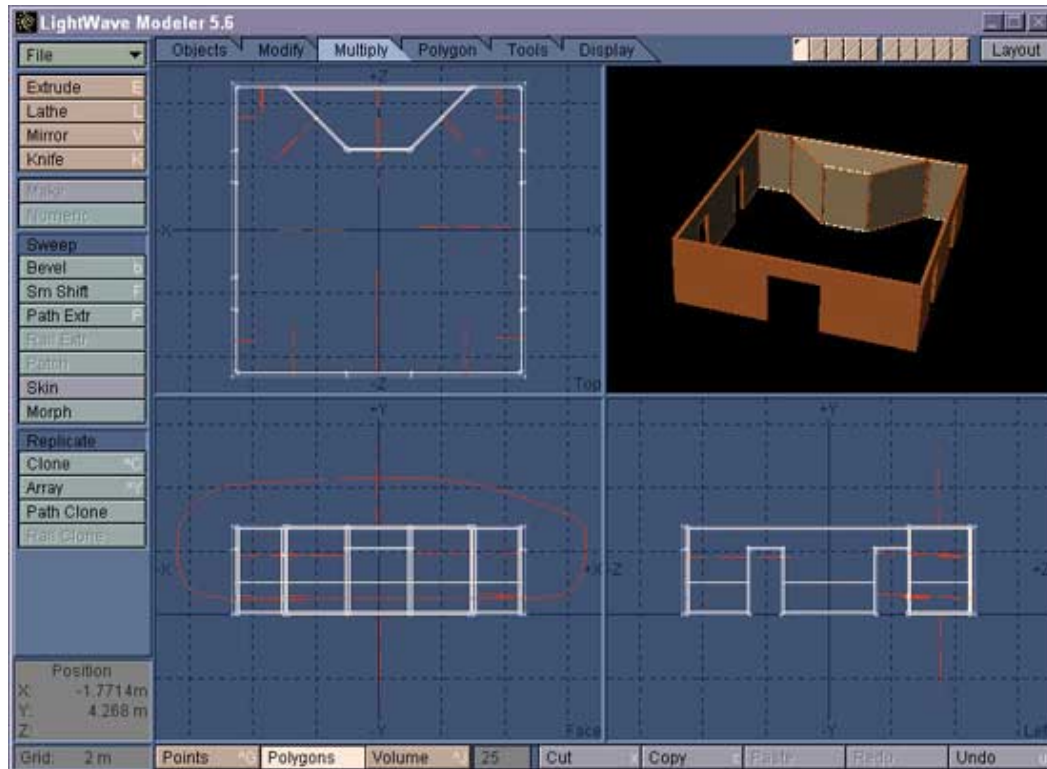 LightWave Modeler 5.6
File
Objects Modify Multiply Polygon Tools Display Layout
Extrude E
Lathe L
Mirror V
Knife K
Make
Numeric
Sweep
Bevel b
Sm Shift F
Path Extr P
Rail Extr
Patch
Skin
Morph
Replicate
Clone ^C
Array ^Y
Path Clone
Rail Clone
+Z
-X +X
-Z Top
+Y
-X +X
-Y Face
+Y
-Z +Z
-Y Left
Position
X: -1.7714m
Y: 4.268 m
Z:
Grid: 2 m
Points ^G Polygons Volume 25 Cut x Copy c Paste Redo Undo u